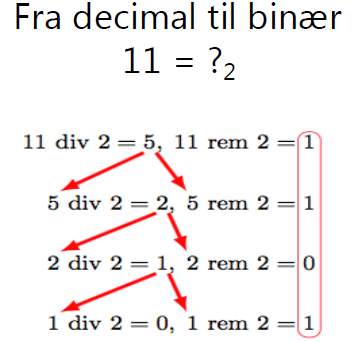 Fra decimal til binær
11 = ?₂
11 div 2 = 5, 11 rem 2 = 1
5 div 2 = 2, 5 rem 2 = 1
2 div 2 = 1, 2 rem 2 = 0
1 div 2 = 0, 1 rem 2 = 1